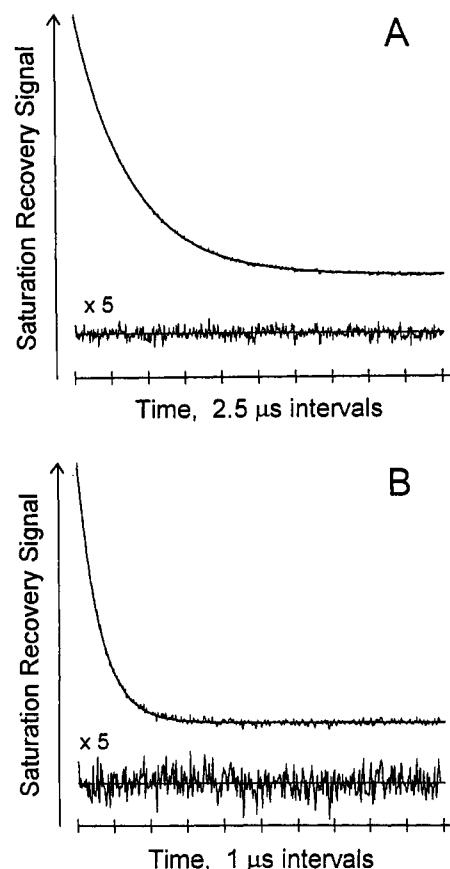 A
Saturation Recovery Signal
x 5
Time, 2.5 µs intervals
B
Saturation Recovery Signal
x 5
Time, 1 µs intervals